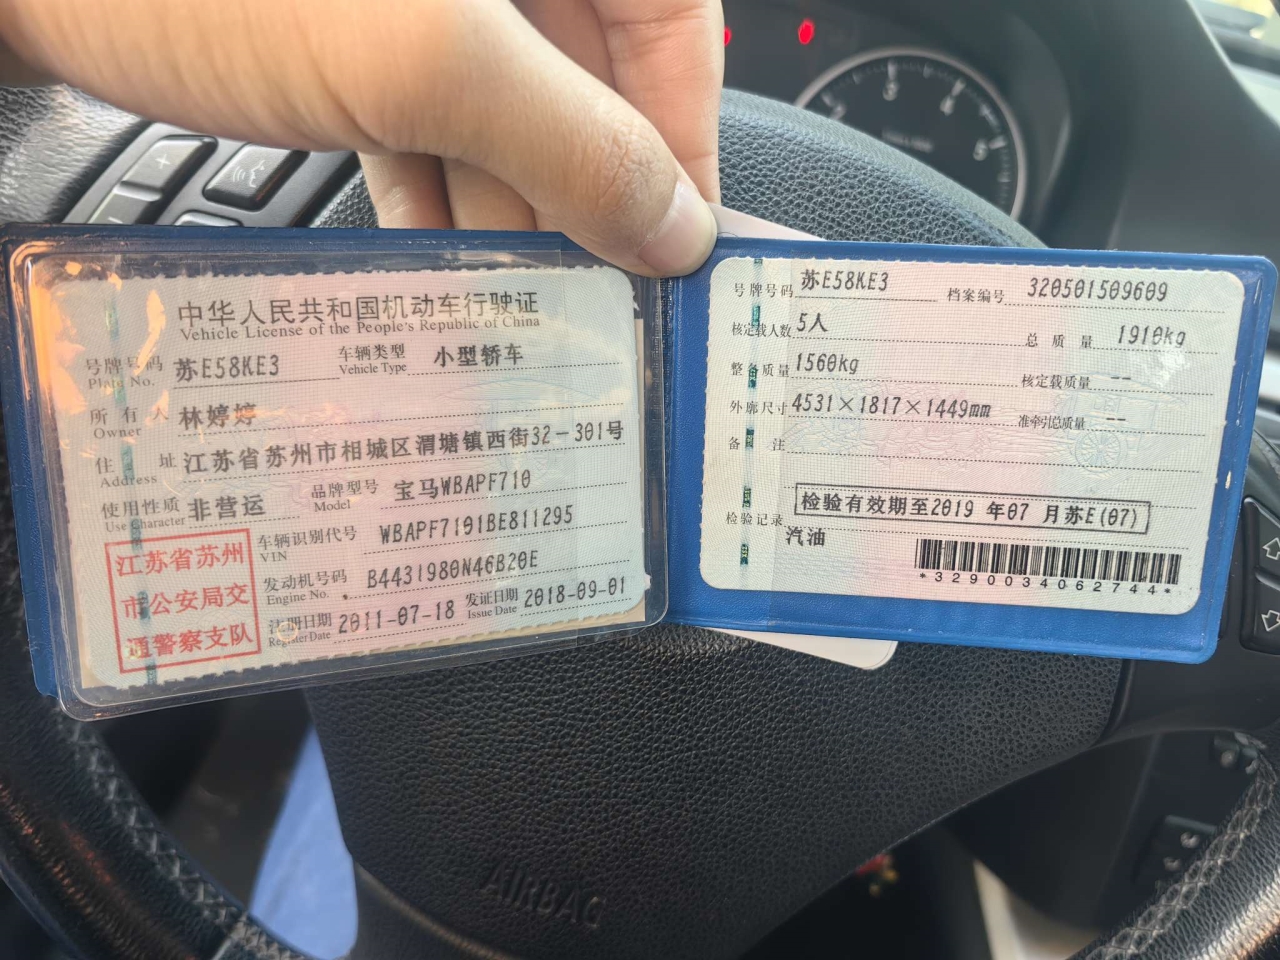 中华人民共和国机动车行驶证
Vehicle License of the People's Republic of China
号牌号码 苏E58KE3 车辆类型 小型轿车
Plate No. Vehicle Type
所有人 林婷婷
Owner
住址 江苏省苏州市相城区渭塘镇西街32-301号
Address
使用性质 非营运 品牌型号 宝马WBAPF710
Use Character Model
车辆识别代号 WBAPF7191BE811295
VIN
发动机号码 B4431980N46B20E
Engine No.
注册日期 2011-07-18 发证日期 2018-09-01
Register Date Issue Date
江苏省苏州
市公安局交
通警察支队
号牌号码 苏E58KE3 档案编号 320501509609
核定载人数 5人 总质量 1910kg
整备质量 1560kg 核定载质量 --
外廓尺寸 4531×1817×1449mm 准牵引总质量 --
备注
检验有效期至2019 年07 月苏E(07)
检验记录
汽油
*3290034062744*
3
4
5
AIRBAG